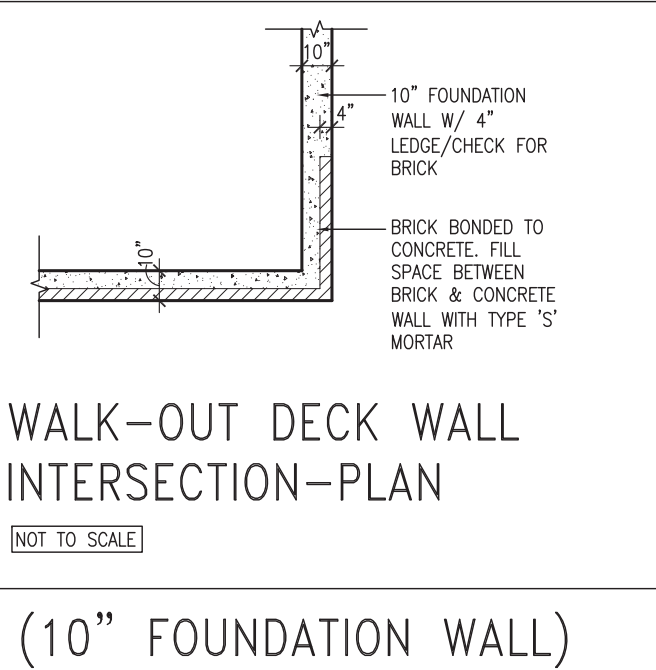 10"
4"
10" FOUNDATION
WALL W/ 4"
LEDGE/CHECK FOR
BRICK
10"
BRICK BONDED TO
CONCRETE. FILL
SPACE BETWEEN
BRICK & CONCRETE
WALL WITH TYPE 'S'
MORTAR
WALK-OUT DECK WALL
INTERSECTION-PLAN
NOT TO SCALE
(10" FOUNDATION WALL)